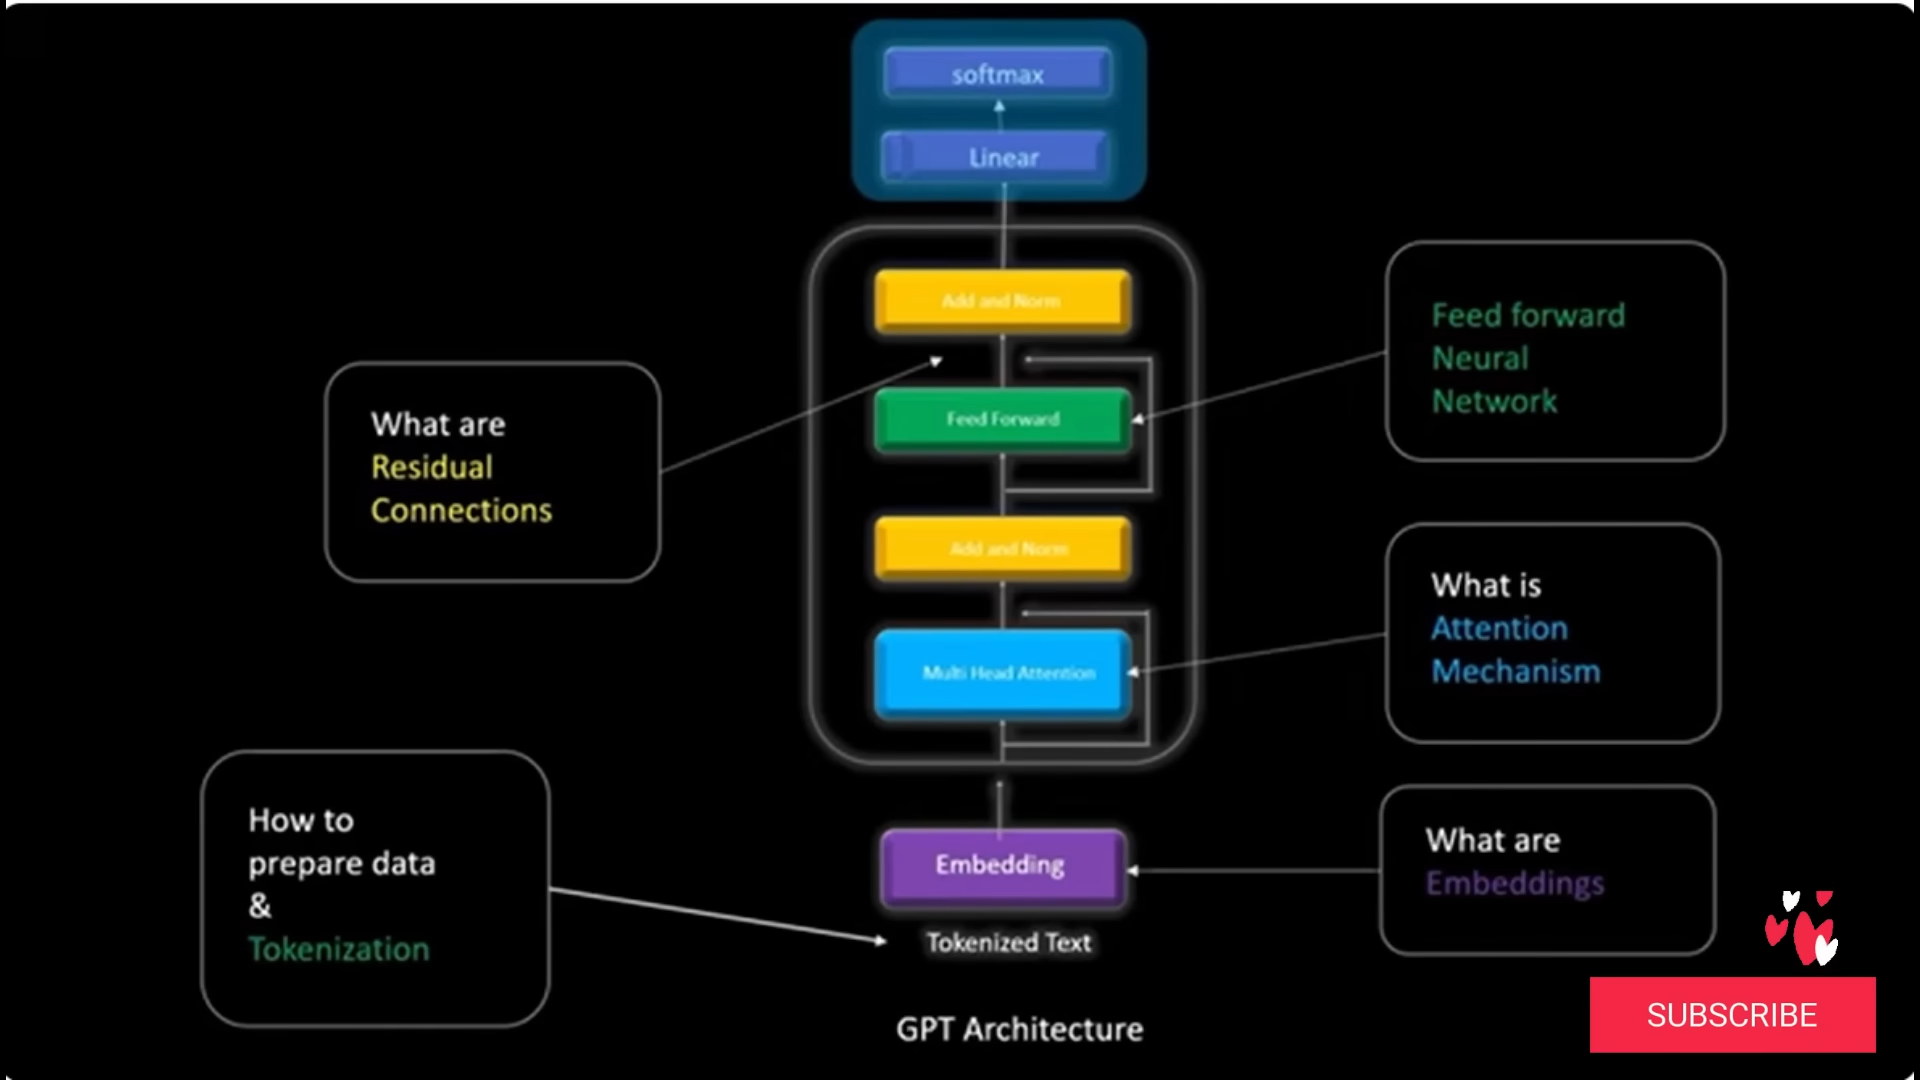 softmax
Linear
Add and Norm
Feed Forward
Add and Norm
Multi Head Attention
Embedding
Tokenized Text
GPT Architecture
What are
Residual
Connections
How to
prepare data
&
Tokenization
Feed forward
Neural
Network
What is
Attention
Mechanism
What are
Embeddings
SUBSCRIBE